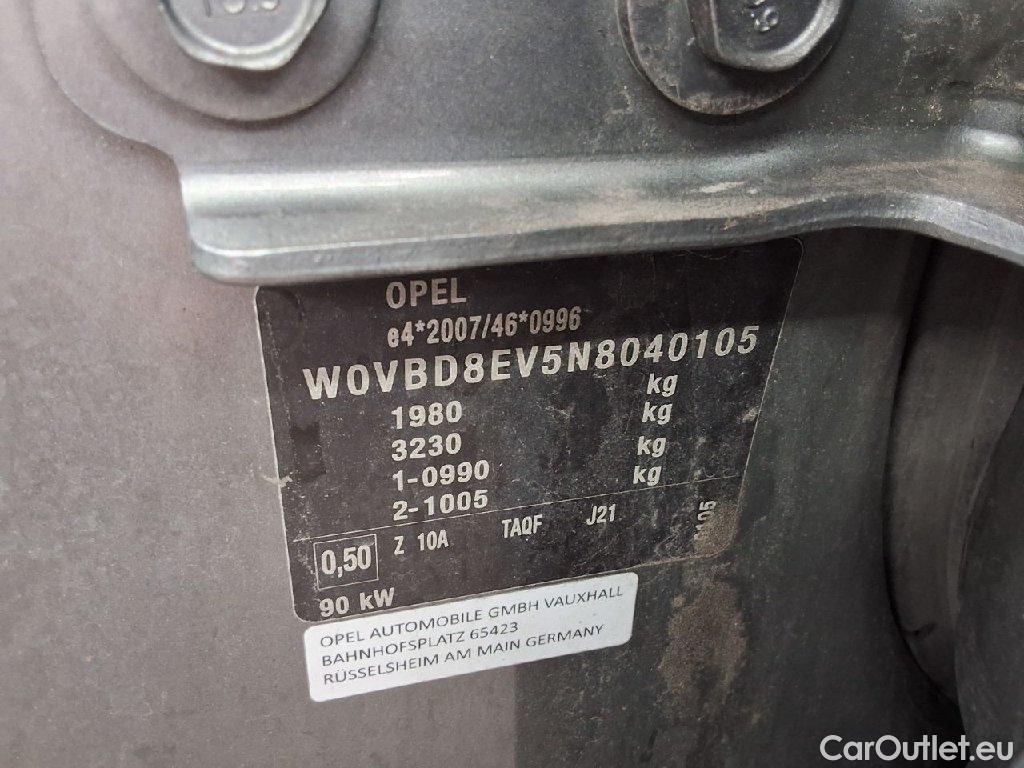 OPEL
e4*2007/46*0996
W0VBD8EV5N8040105
1980 kg
3230 kg
1-0990 kg
2-1005 kg
0,50 Z 10A TAQF J21
90 kW
OPEL AUTOMOBILE GMBH VAUXHALL
BAHNHOFSPLATZ 65423
RÜSSELSHEIM AM MAIN GERMANY
CarOutlet.eu